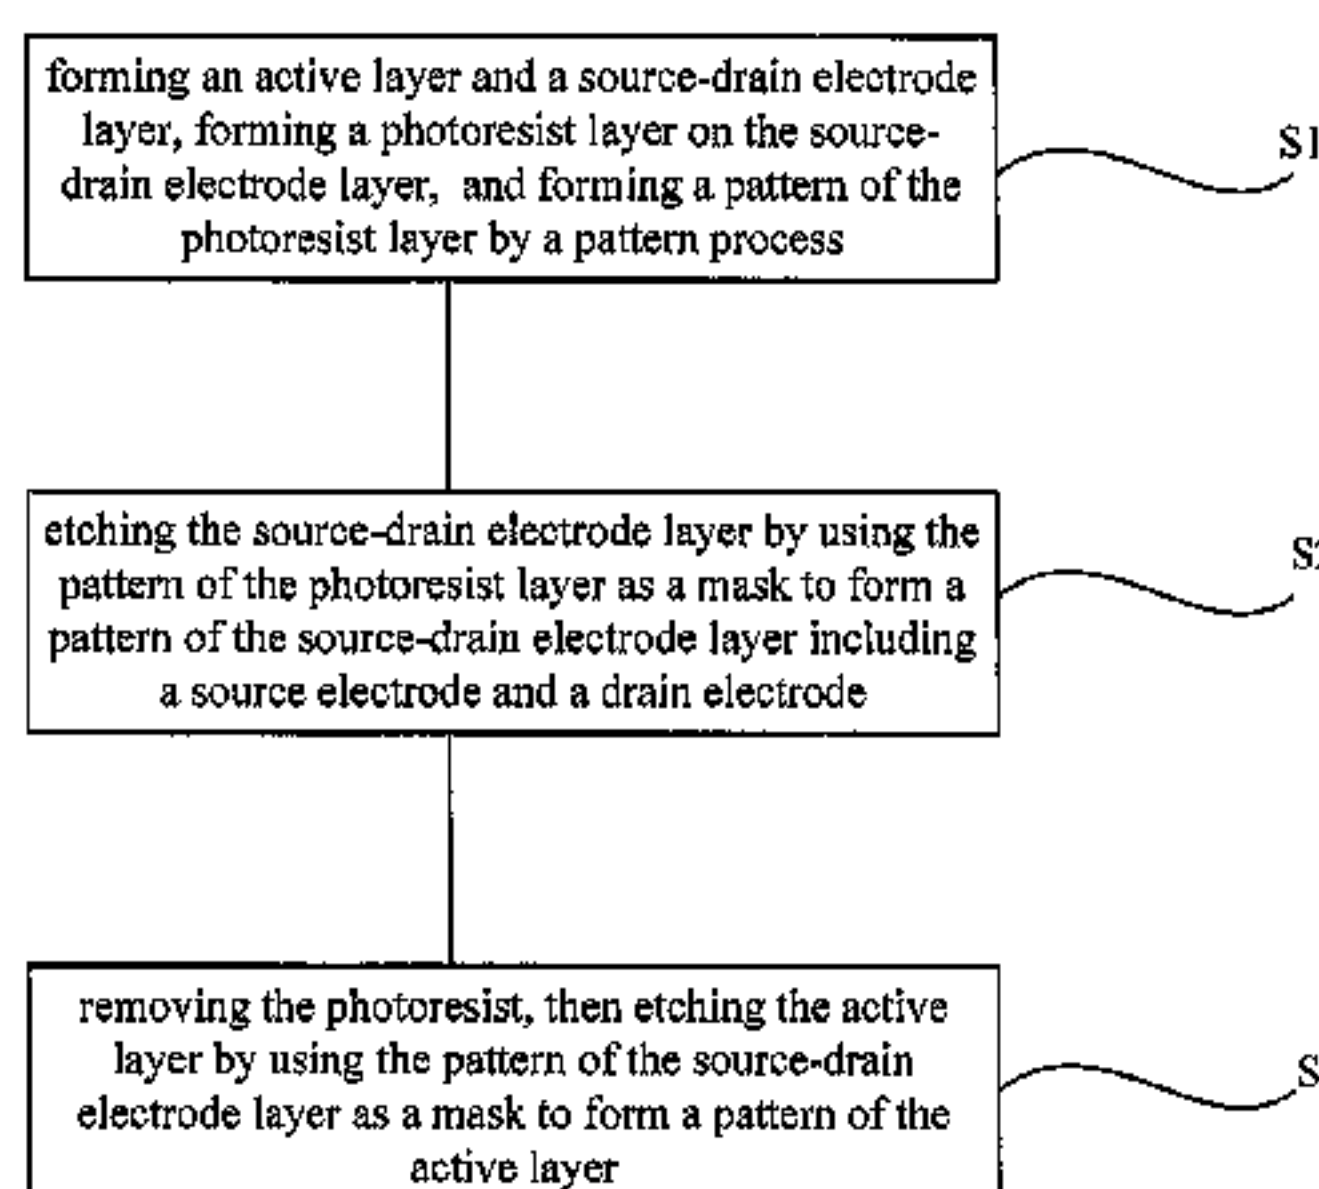 forming an active layer and a source-drain electrode
layer, forming a photoresist layer on the source-
drain electrode layer, and forming a pattern of the
photoresist layer by a pattern process
S1
etching the source-drain electrode layer by using the
pattern of the photoresist layer as a mask to form a
pattern of the source-drain electrode layer including
a source electrode and a drain electrode
S2
removing the photoresist, then etching the active
layer by using the pattern of the source-drain
electrode layer as a mask to form a pattern of the
active layer
S